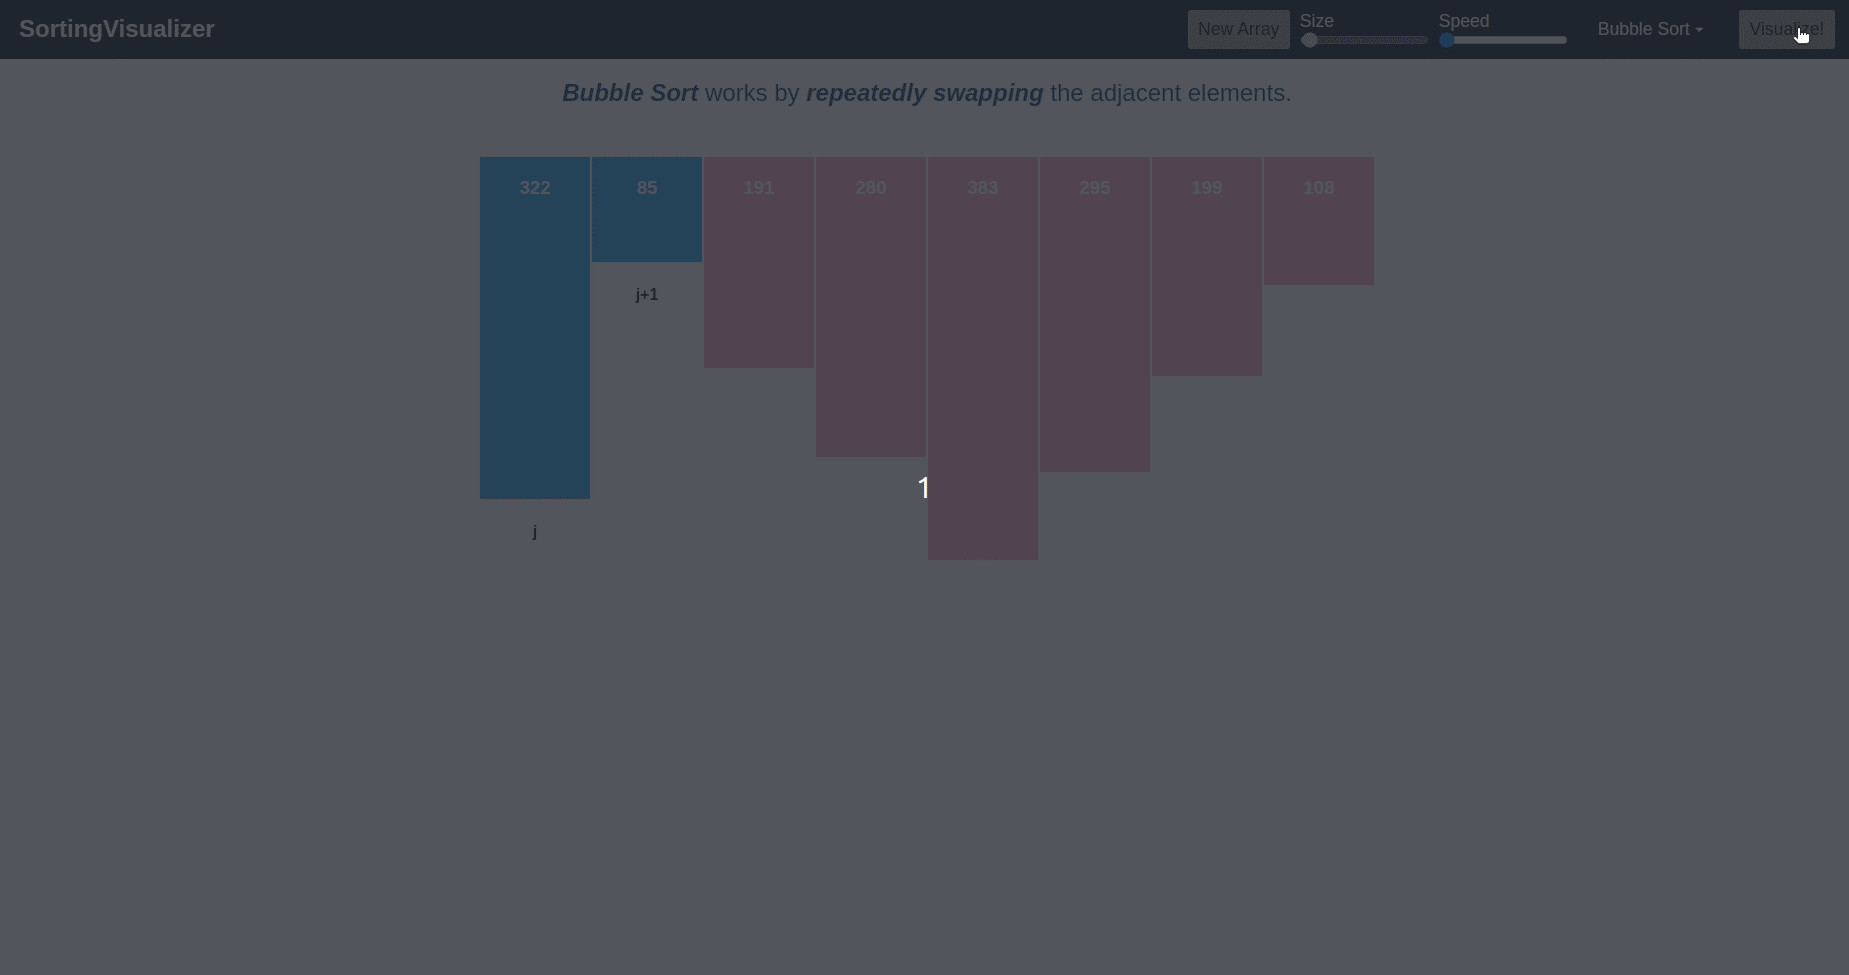 SortingVisualizer
New Array
Size
Speed
Bubble Sort
Visualize!
Bubble Sort works by repeatedly swapping the adjacent elements.
322 85 191 280 383 295 199 108
j+1
1
j